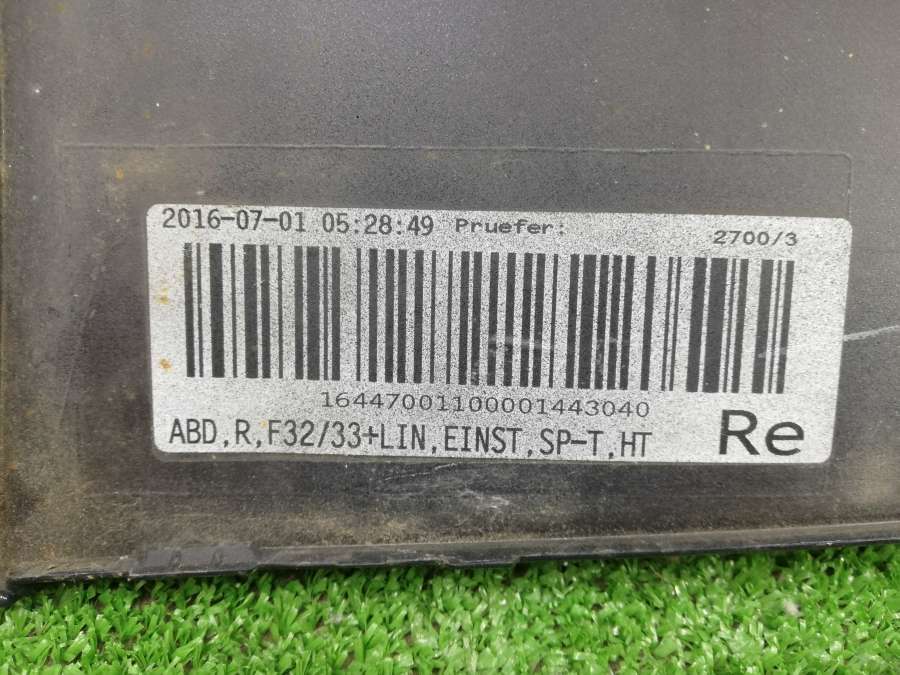 2016-07-01 05:28:49 Pruefer: 2700/3
16447001100001443040
ABD,R,F32/33+LIN,EINST,SP-T,HT Re